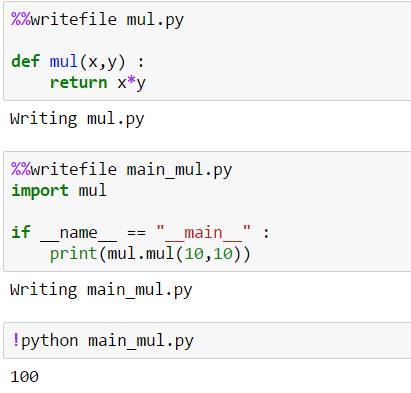 %%writefile mul.py
def mul(x,y) :
    return x*y
Writing mul.py
%%writefile main_mul.py
import mul
if __name__ == "__main__" :
    print(mul.mul(10,10))
Writing main_mul.py
!python main_mul.py
100